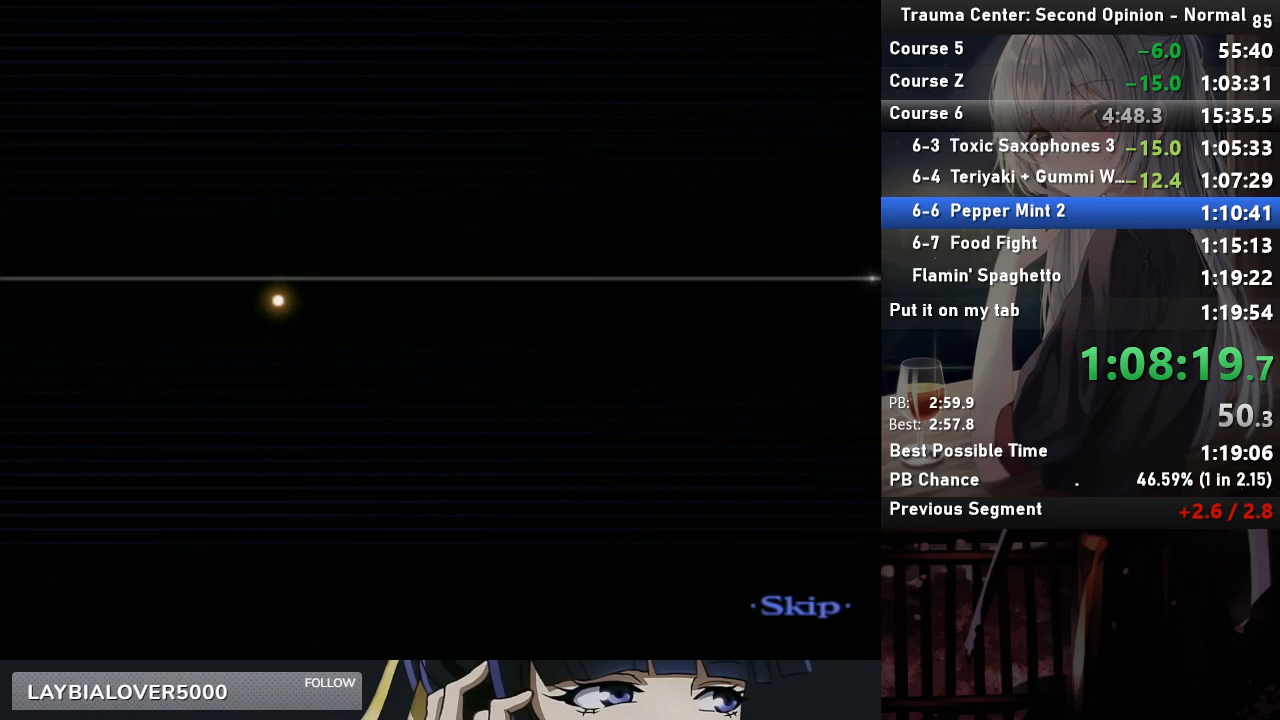 Trauma Center: Second Opinion - Normal 85
Course 5 -6.0 55:40
Course Z -15.0 1:03:31
Course 6 4:48.3 15:35.5
6-3 Toxic Saxophones 3 -15.0 1:05:33
6-4 Teriyaki + Gummi W... -12.4 1:07:29
6-6 Pepper Mint 2 1:10:41
6-7 Food Fight 1:15:13
Flamin' Spaghetto 1:19:22
Put it on my tab 1:19:54
1:08:19.7
PB: 2:59.9
Best: 2:57.8
50.3
Best Possible Time 1:19:06
PB Chance . 46.59% (1 in 2.15)
Previous Segment +2.6 / 2.8
·Skip·
LAYBIALOVER5000 FOLLOW